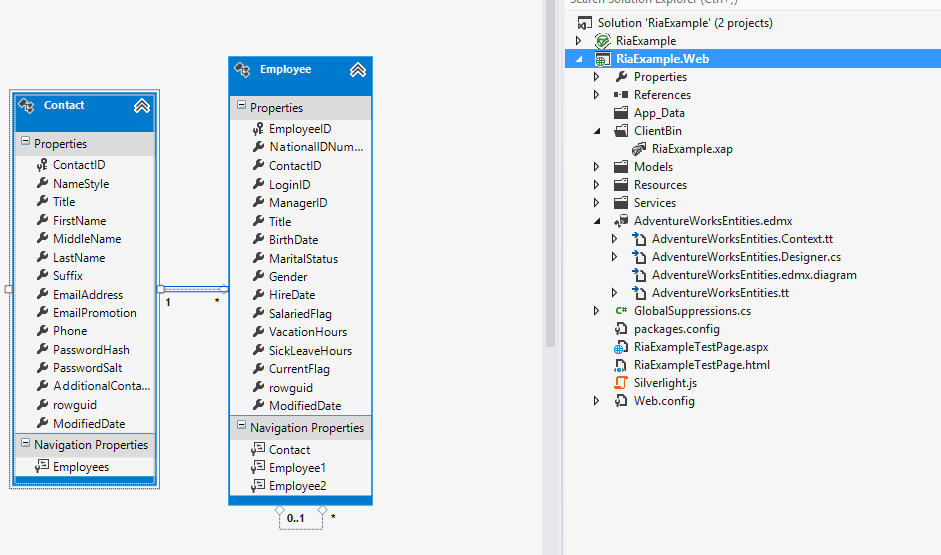 Contact
Properties
ContactID
NameStyle
Title
FirstName
MiddleName
LastName
Suffix
EmailAddress
EmailPromotion
Phone
PasswordHash
PasswordSalt
AdditionalConta...
rowguid
ModifiedDate
Navigation Properties
Employees
1
*
Employee
Properties
EmployeeID
NationalIDNum...
ContactID
LoginID
ManagerID
Title
BirthDate
MaritalStatus
Gender
HireDate
SalariedFlag
VacationHours
SickLeaveHours
CurrentFlag
rowguid
ModifiedDate
Navigation Properties
Contact
Employee1
Employee2
0..1
*
Search Solution Explorer (Ctrl+;)
Solution 'RiaExample' (2 projects)
RiaExample
RiaExample.Web
Properties
References
App_Data
ClientBin
RiaExample.xap
Models
Resources
Services
AdventureWorksEntities.edmx
AdventureWorksEntities.Context.tt
AdventureWorksEntities.Designer.cs
AdventureWorksEntities.edmx.diagram
AdventureWorksEntities.tt
C# GlobalSuppressions.cs
packages.config
RiaExampleTestPage.aspx
RiaExampleTestPage.html
Silverlight.js
Web.config